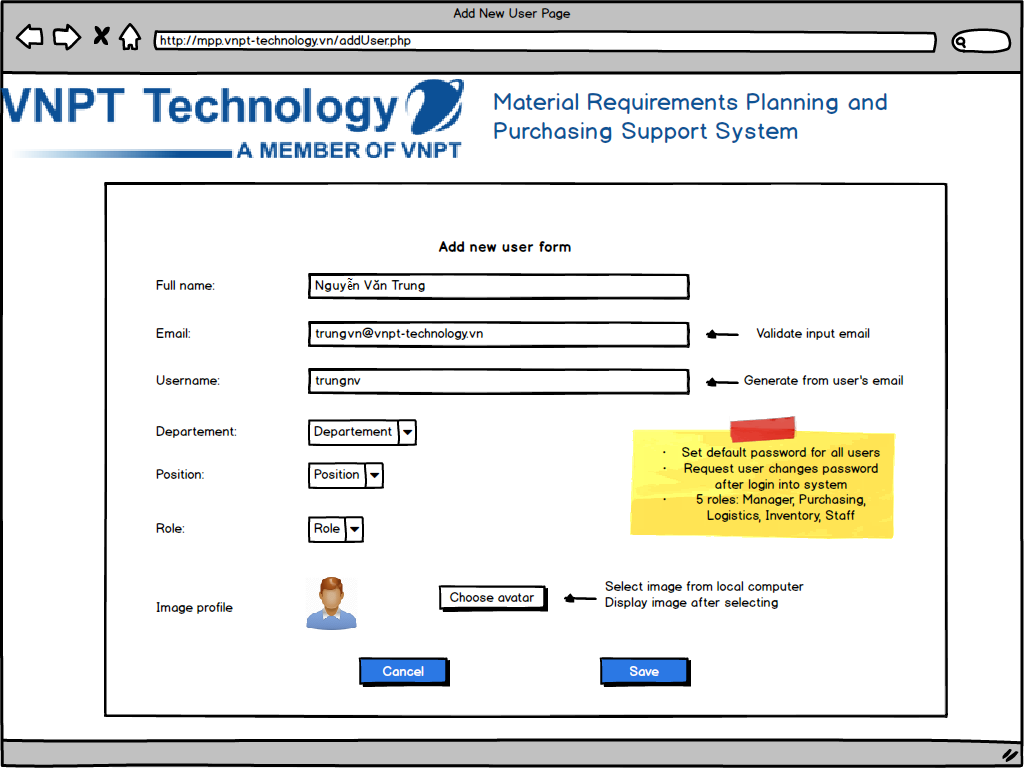 Add New User Page
http://mpp.vnpt-technology.vn/addUser.php
VNPT Technology
A MEMBER OF VNPT
Material Requirements Planning and
Purchasing Support System
Add new user form
Full name:
Nguyễn Văn Trung
Email:
trungvn@vnpt-technology.vn
Validate input email
Username:
trungnv
Generate from user's email
Departement:
Departement
Position:
Position
Role:
Role
· Set default password for all users
· Request user changes password
after login into system
· 5 roles: Manager, Purchasing,
Logistics, Inventory, Staff
Image profile
Choose avatar
Select image from local computer
Display image after selecting
Cancel
Save